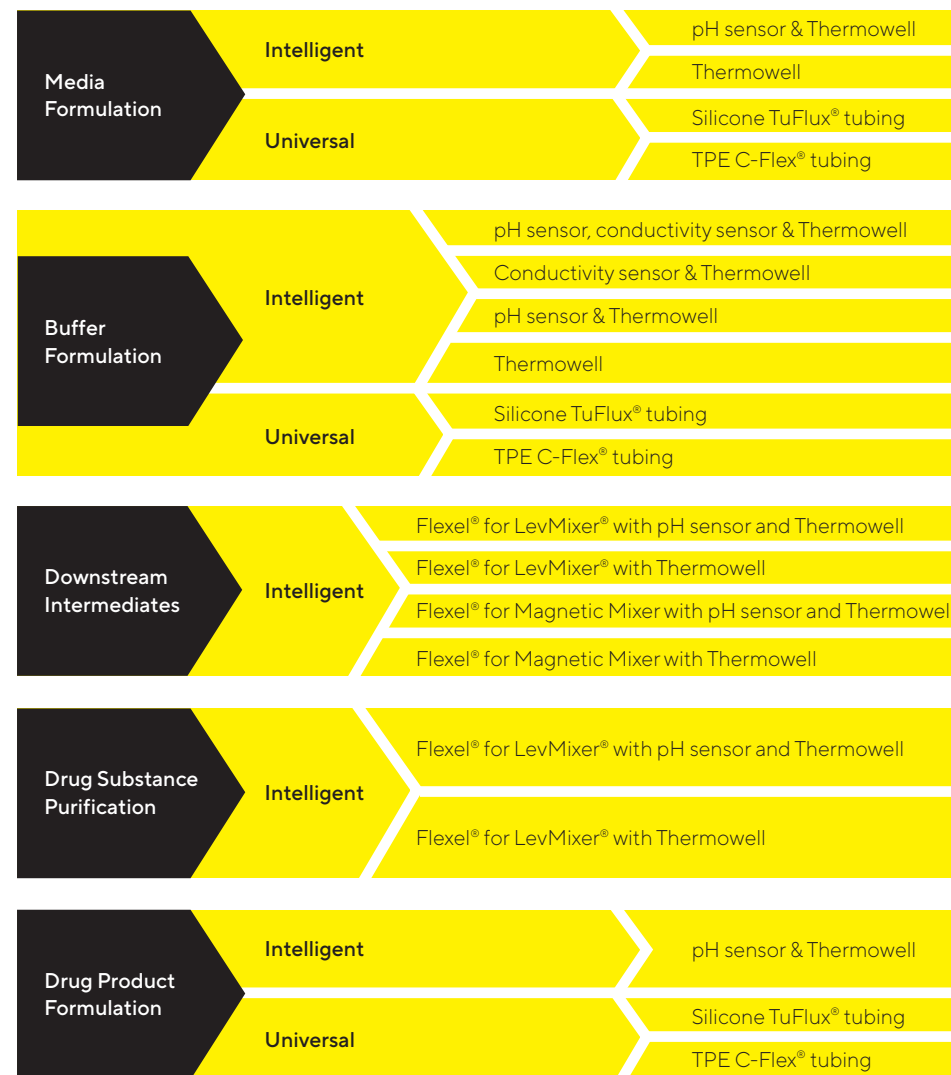 Media
Formulation
Intelligent
pH sensor & Thermowell
Thermowell
Universal
Silicone TuFlux® tubing
TPE C-Flex® tubing
Buffer
Formulation
Intelligent
pH sensor, conductivity sensor & Thermowell
Conductivity sensor & Thermowell
pH sensor & Thermowell
Thermowell
Universal
Silicone TuFlux® tubing
TPE C-Flex® tubing
Downstream
Intermediates
Intelligent
Flexel® for LevMixer® with pH sensor and Thermowell
Flexel® for LevMixer® with Thermowell
Flexel® for Magnetic Mixer with pH sensor and Thermowel
Flexel® for Magnetic Mixer with Thermowell
Drug Substance
Purification
Intelligent
Flexel® for LevMixer® with pH sensor and Thermowell
Flexel® for LevMixer® with Thermowell
Drug Product
Formulation
Intelligent
pH sensor & Thermowell
Universal
Silicone TuFlux® tubing
TPE C-Flex® tubing